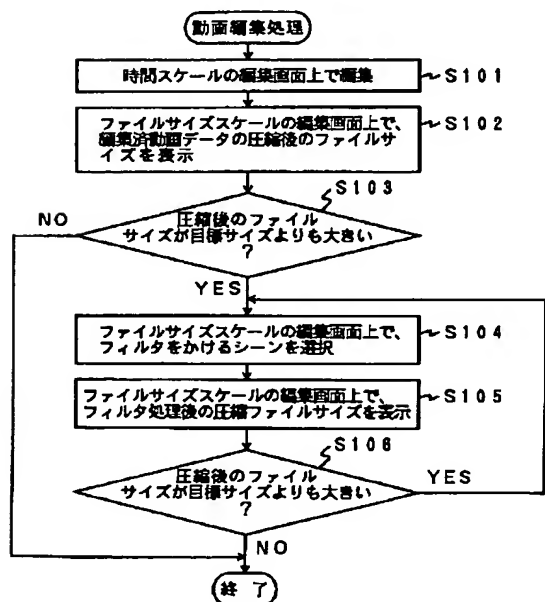 動画編集処理
時間スケールの編集画面上で編集
S101
ファイルサイズスケールの編集画面上で、
編集済動画データの圧縮後のファイルサ
イズを表示
S102
S103
NO
圧縮後のファイル
サイズが目標サイズよりも大きい
?
YES
ファイルサイズスケールの編集画面上で、
フィルタをかけるシーンを選択
S104
ファイルサイズスケールの編集画面上で、
フィルタ処理後の圧縮ファイルサイズを表示
S105
S106
圧縮後のファイル
サイズが目標サイズよりも大きい
?
YES
NO
終了